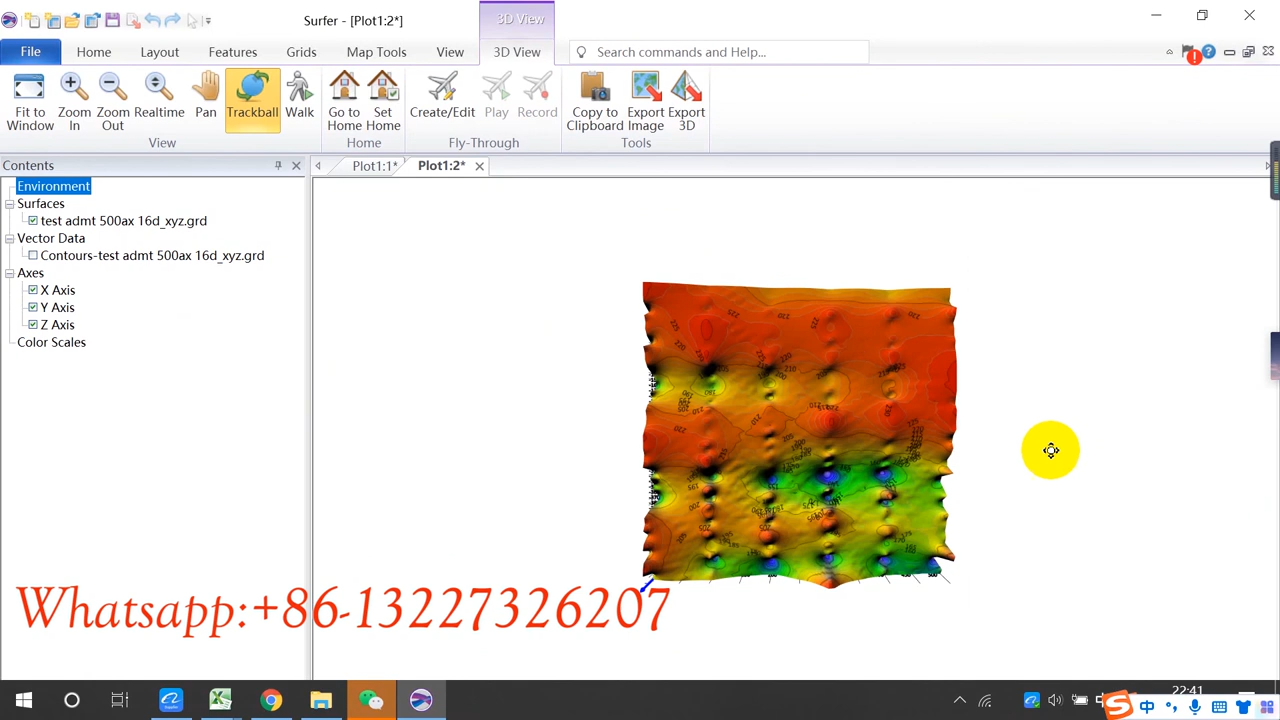 Surfer - [Plot1:2*]
3D View
File
Home
Layout
Features
Grids
Map Tools
View
3D View
Search commands and Help...
Fit to Window
Zoom In
Zoom Out
Realtime
Pan
Trackball
Walk
Go to Home
Set Home
Create/Edit
Play
Record
Copy to Clipboard
Export Image
Export 3D
View
Home
Fly-Through
Tools
Contents
Plot1:1*
Plot1:2*
Environment
Surfaces
test admt 500ax 16d_xyz.grd
Vector Data
Contours-test admt 500ax 16d_xyz.grd
Axes
X Axis
Y Axis
Z Axis
Color Scales
Whatsapp:+86-13227326207
22:41
中